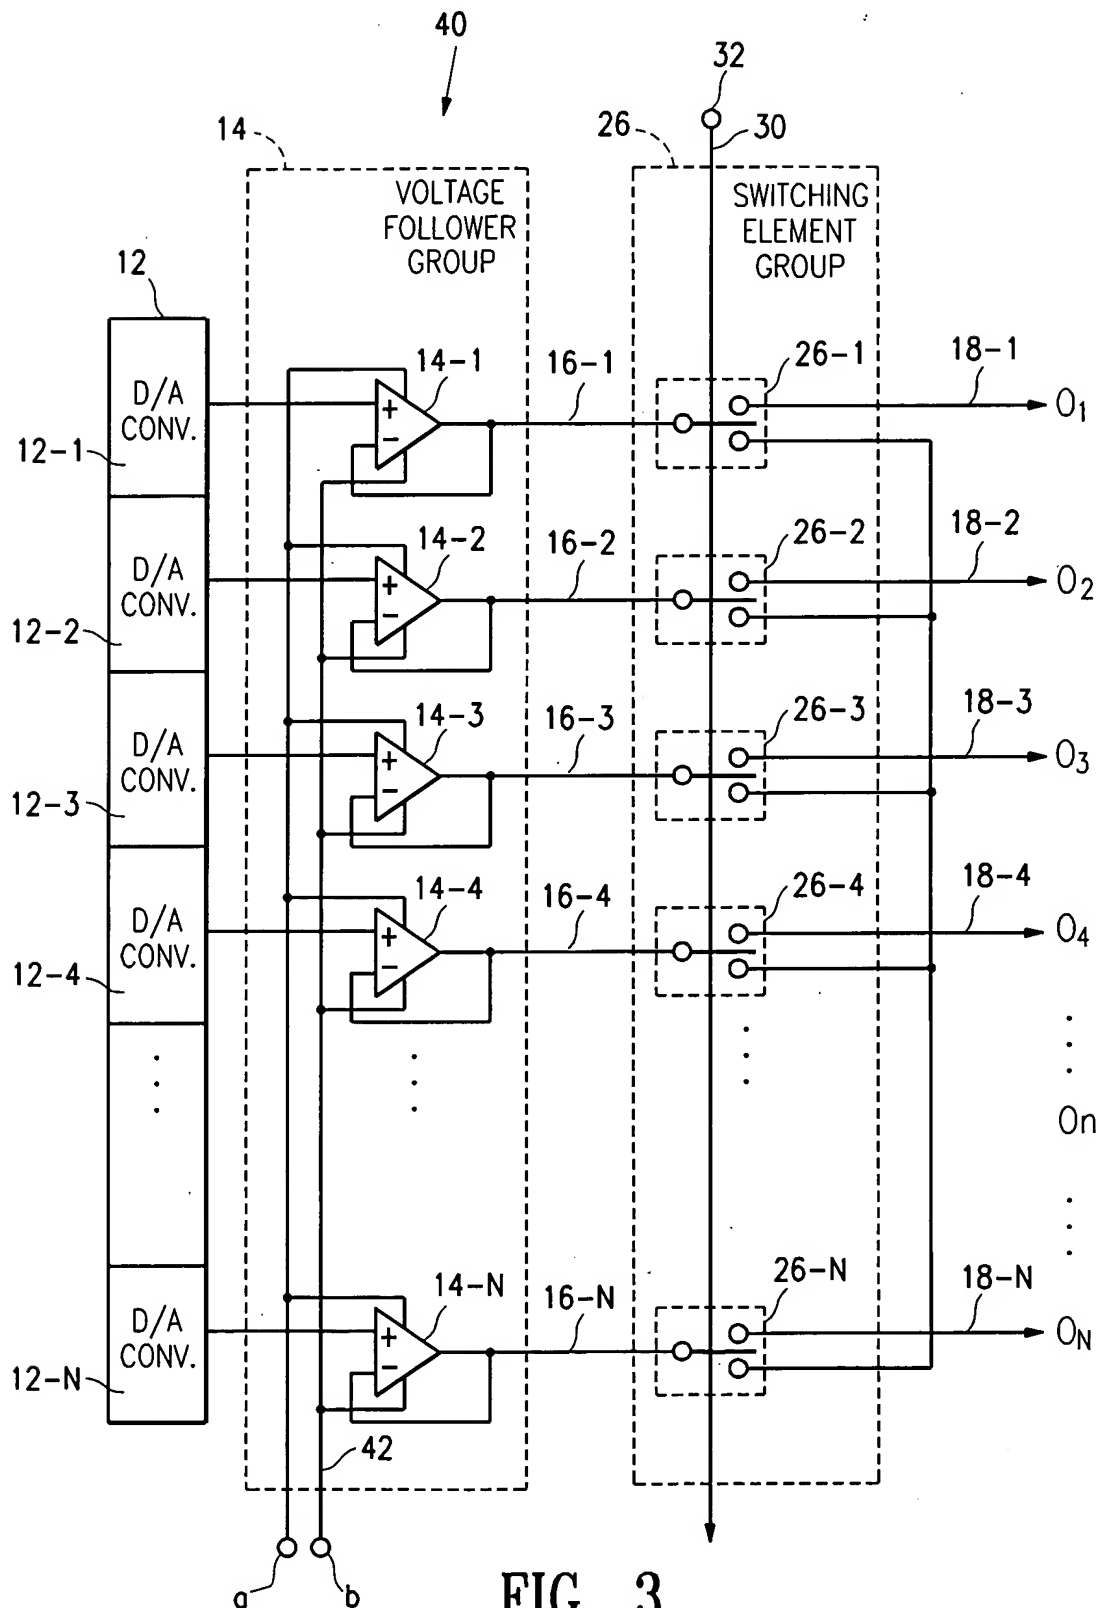 40
32
14
26
30
VOLTAGE
FOLLOWER
GROUP
SWITCHING
ELEMENT
GROUP
12
D/A
CONV.
12-1
+
−
14-1
16-1
26-1
18-1
O1
D/A
CONV.
12-2
+
−
14-2
16-2
26-2
18-2
O2
D/A
CONV.
12-3
+
−
14-3
16-3
26-3
18-3
O3
D/A
CONV.
12-4
+
−
14-4
16-4
26-4
18-4
O4
On
D/A
CONV.
12-N
+
−
14-N
16-N
26-N
18-N
ON
42
a
b
FIG. 3